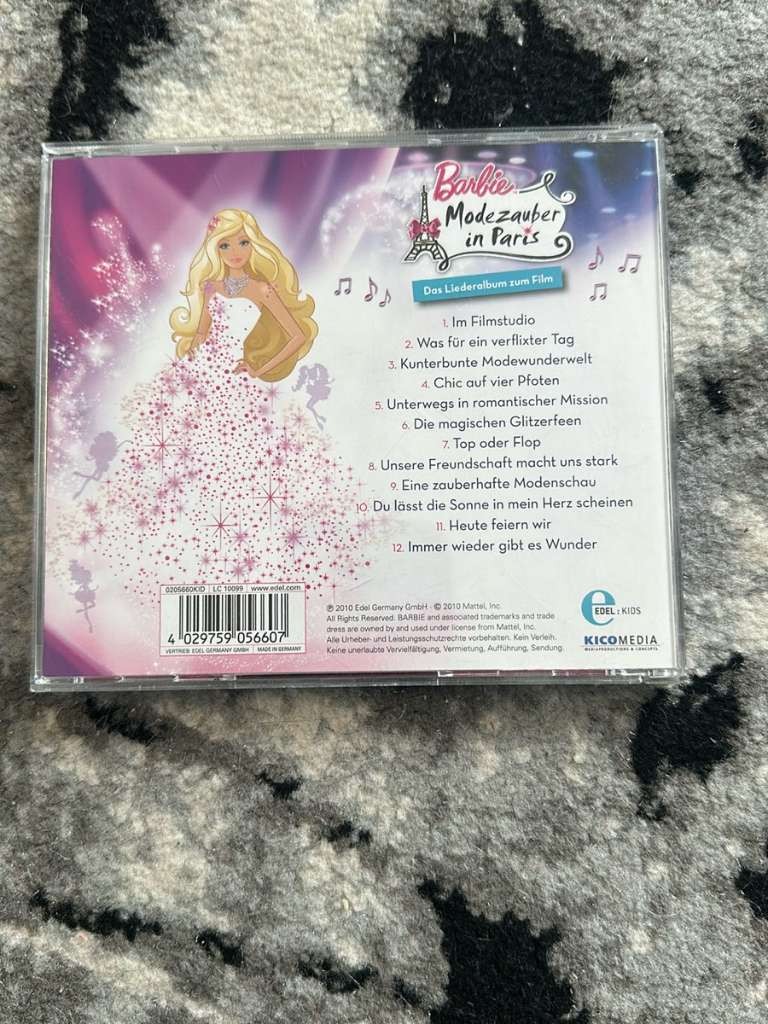 Barbie
Modezauber
in Paris
Das Liederalbum zum Film
1. Im Filmstudio
2. Was für ein verflixter Tag
3. Kunterbunte Modewunderwelt
4. Chic auf vier Pfoten
5. Unterwegs in romantischer Mission
6. Die magischen Glitzerfeen
7. Top oder Flop
8. Unsere Freundschaft macht uns stark
9. Eine zauberhafte Modenschau
10. Du lässt die Sonne in mein Herz scheinen
11. Heute feiern wir
12. Immer wieder gibt es Wunder
0205660KID | LC 10099 | www.edel.com
4 029759 056607
VERTRIEB: EDEL GERMANY GMBH | MADE IN GERMANY
℗ 2010 Edel Germany GmbH · © 2010 Mattel, Inc.
All Rights Reserved. BARBIE and associated trademarks and trade
dress are owned by and used under license from Mattel, Inc.
Alle Urheber- und Leistungsschutzrechte vorbehalten. Kein Verleih.
Keine unerlaubte Vervielfältigung, Vermietung, Aufführung, Sendung.
e
EDEL:KIDS
KICOMEDIA
MEDIAPRODUCTIONS & CONCEPTS